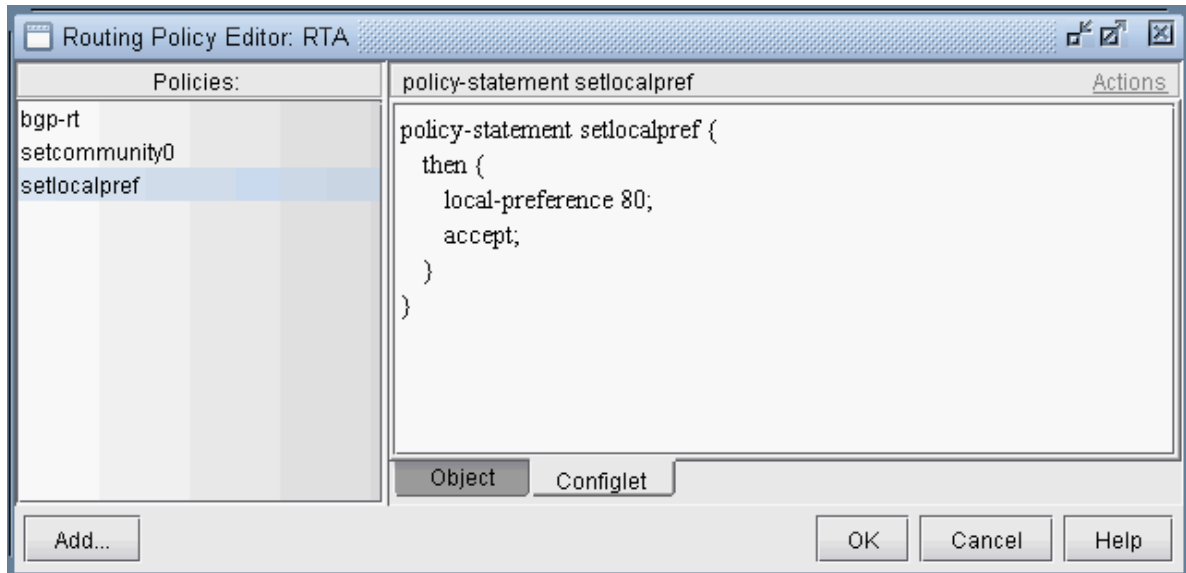 Routing Policy Editor: RTA
Policies:
bgp-rt
setcommunity0
setlocalpref
policy-statement setlocalpref
Actions
policy-statement setlocalpref {
then {
local-preference 80;
accept;
}
}
Object
Configlet
Add...
OK
Cancel
Help